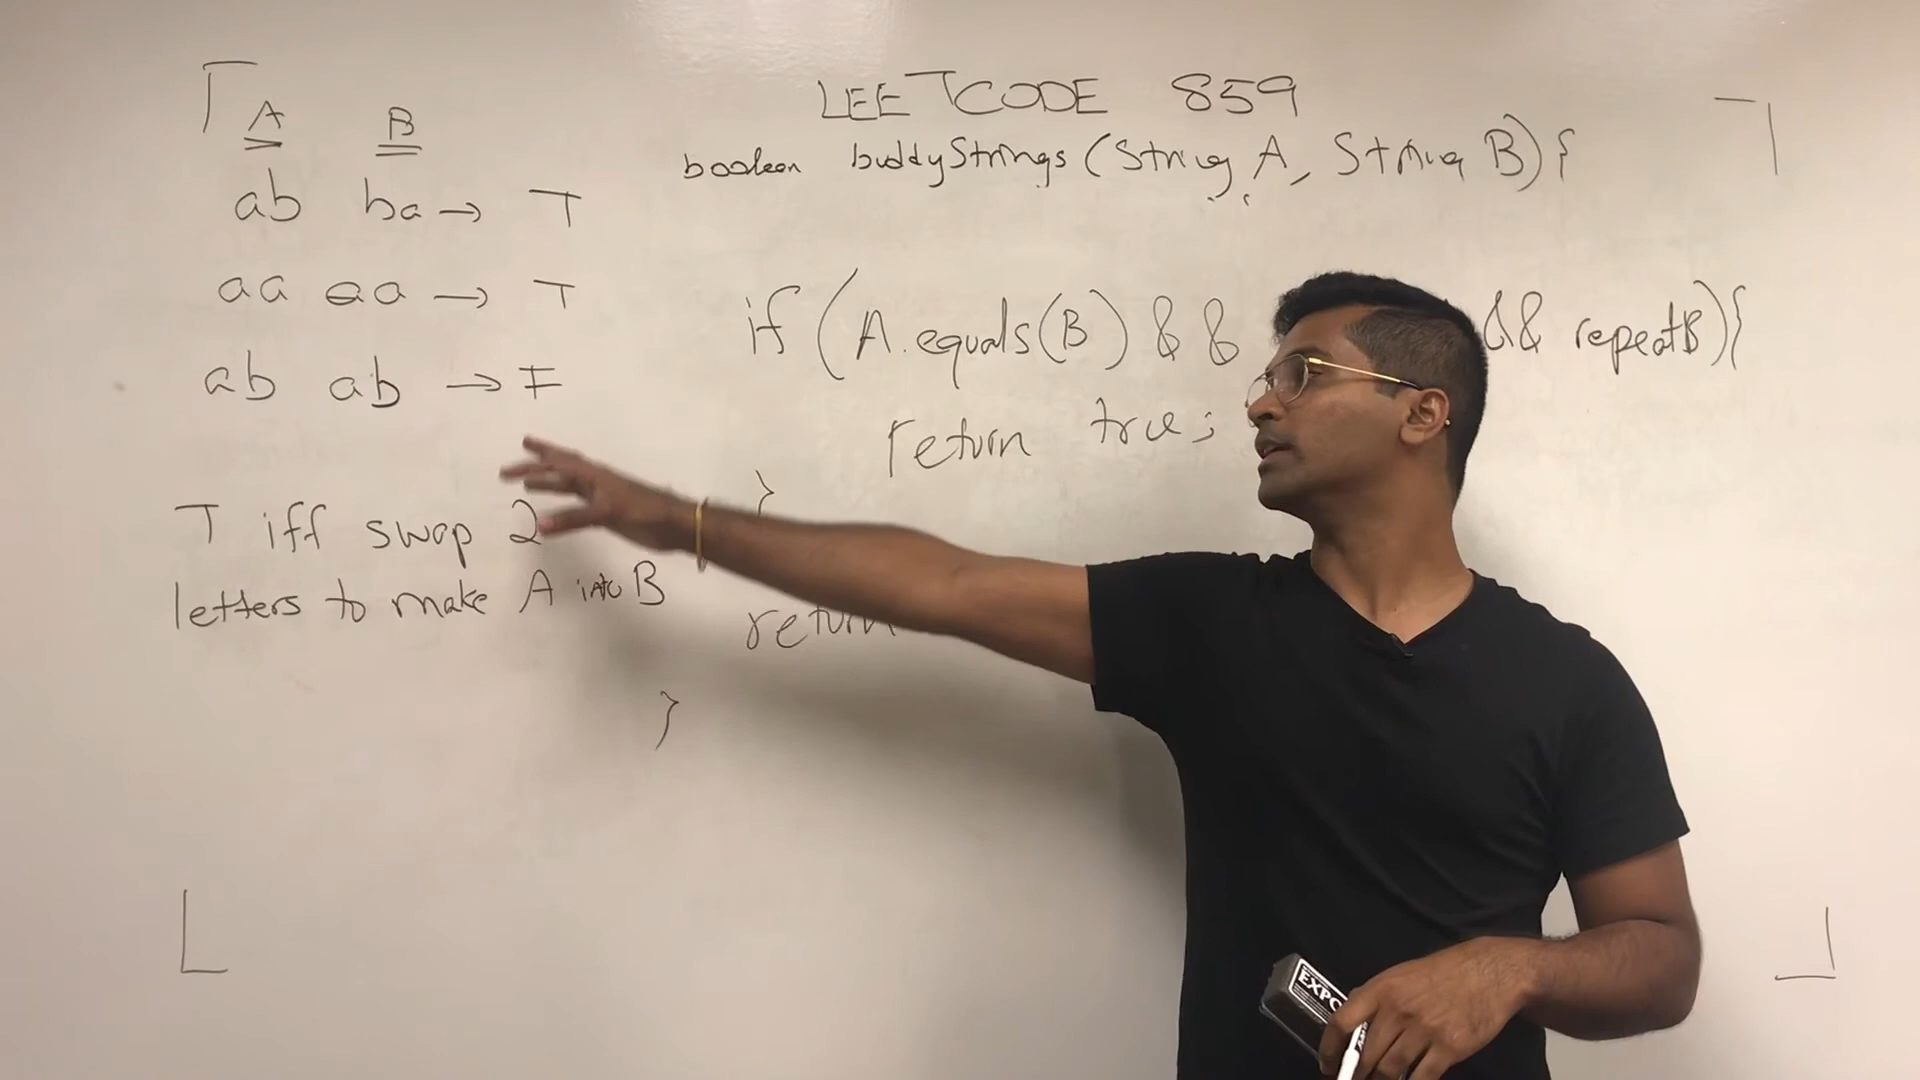 LEETCODE 859
boolean buddyStrings (String A, String B) {
A B
ab ba → T
aa aa → T
ab ab → F
T iff swap 2
letters to make A into B
if (A.equals(B) && && repeatB) {
return true;
}
return
}
EXPO